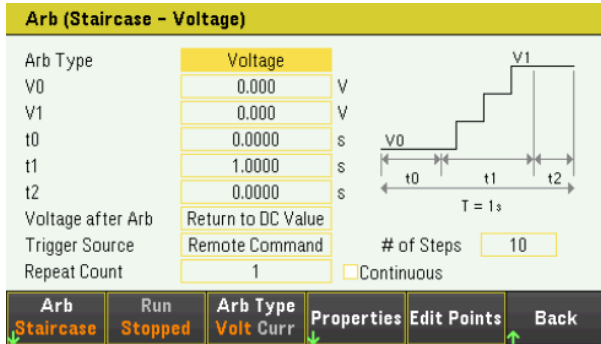 Arb (Staircase - Voltage)
Arb Type Voltage
V0 0.000 V
V1 0.000 V
t0 0.0000 s
t1 1.0000 s
t2 0.0000 s
Voltage after Arb Return to DC Value
Trigger Source Remote Command
Repeat Count 1 Continuous
V1
V0
t0 t1 t2
T = 1s
# of Steps 10
Arb Staircase
Run Stopped
Arb Type Volt Curr
Properties
Edit Points
Back